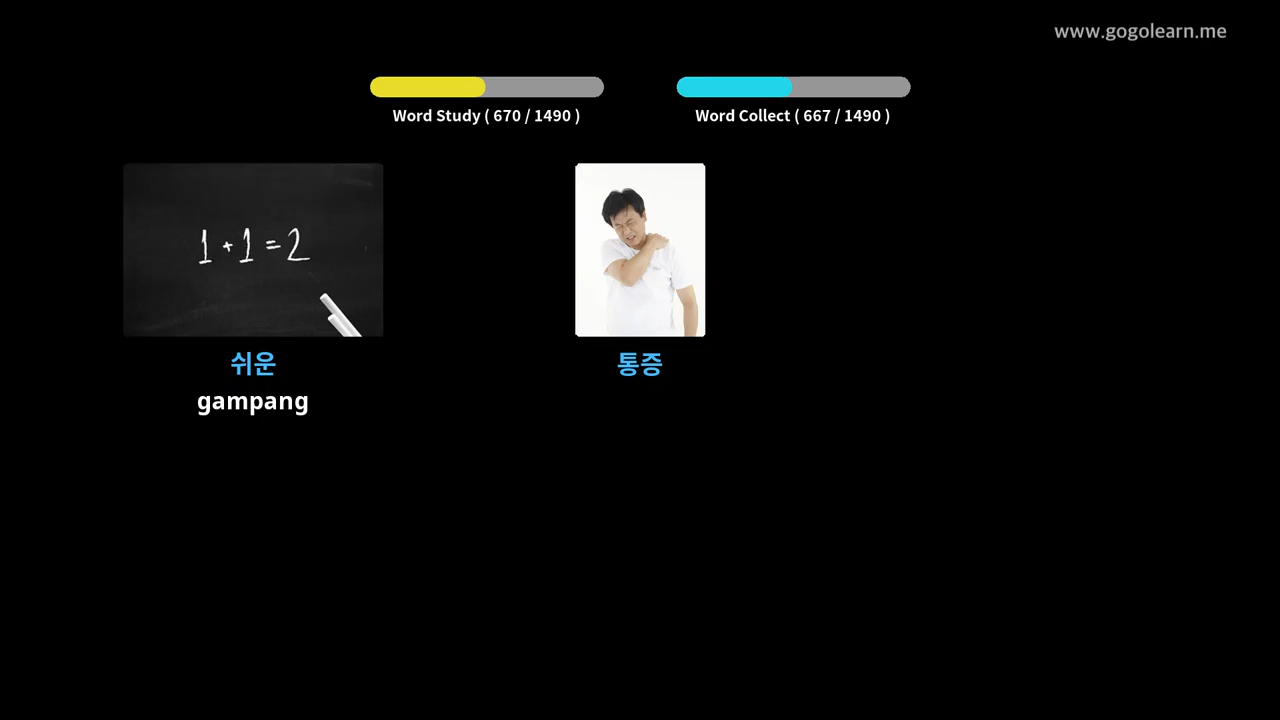 www.gogolearn.me
Word Study ( 670 / 1490 )
Word Collect ( 667 / 1490 )
1 + 1 = 2
쉬운
gampang
통증